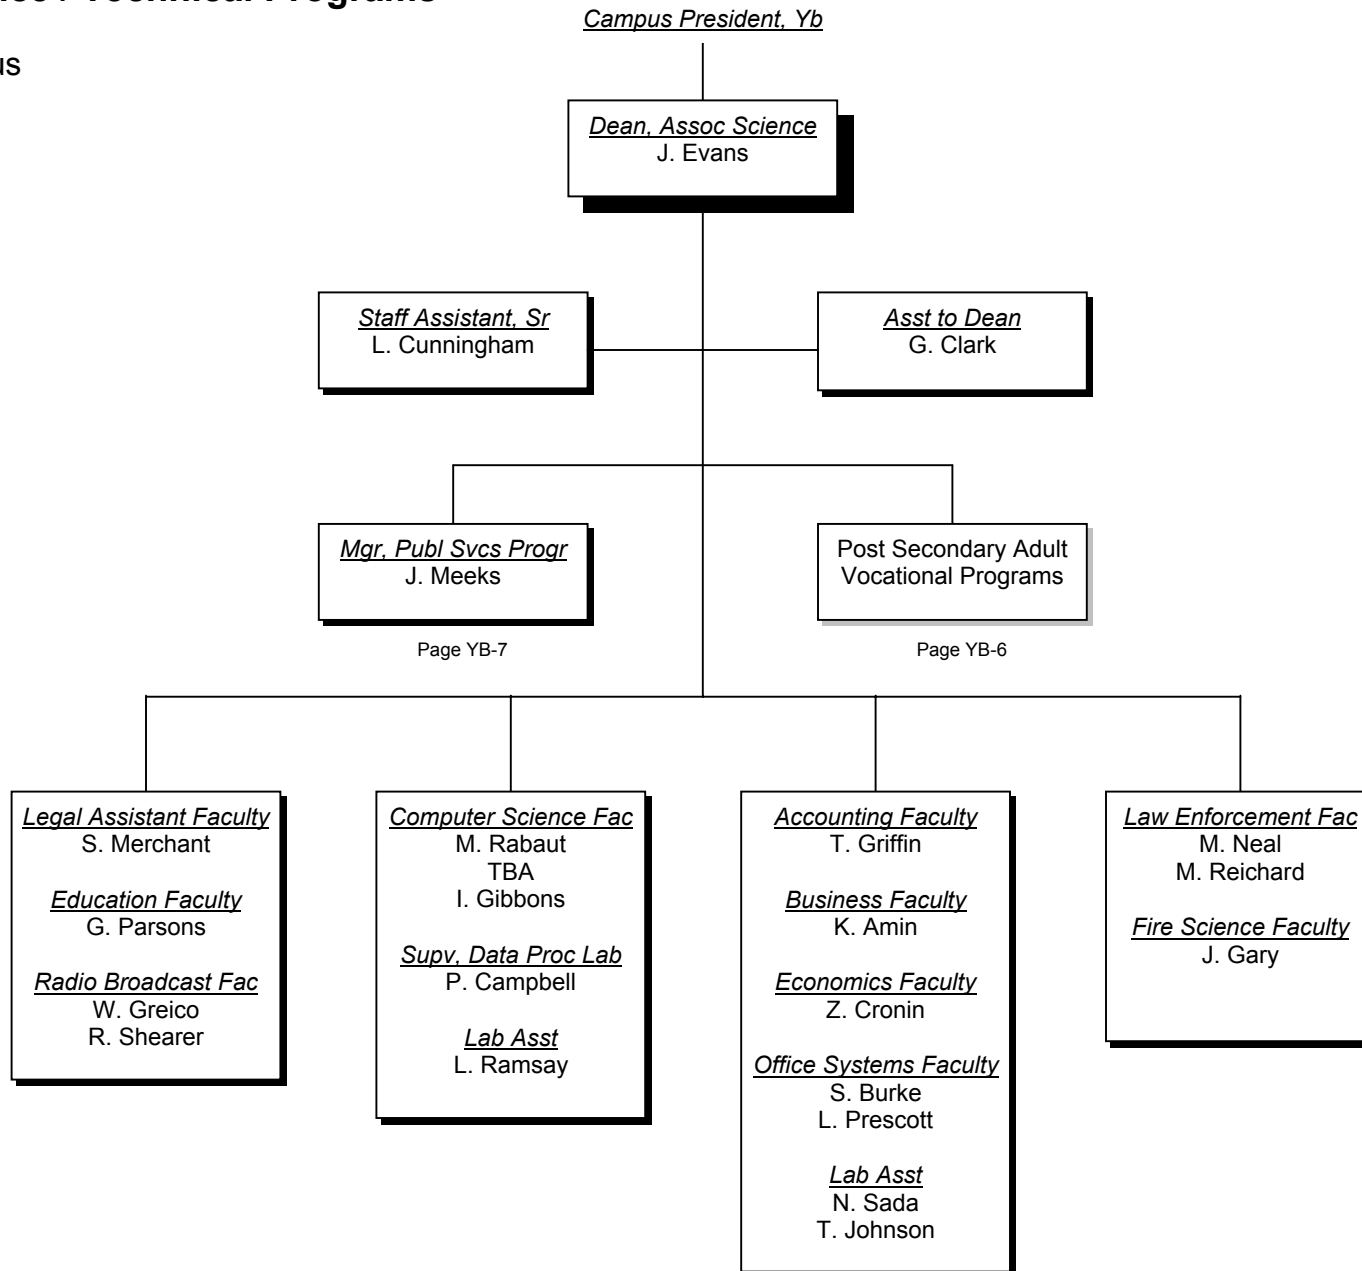 Technical Programs
Campus President, Yb
us
Dean, Assoc Science
J. Evans
Staff Assistant, Sr
L. Cunningham
Asst to Dean
G. Clark
Mgr, Publ Svcs Progr
J. Meeks
Page YB-7
Post Secondary Adult
Vocational Programs
Page YB-6
Legal Assistant Faculty
S. Merchant
Education Faculty
G. Parsons
Radio Broadcast Fac
W. Greico
R. Shearer
Computer Science Fac
M. Rabaut
TBA
I. Gibbons
Supv, Data Proc Lab
P. Campbell
Lab Asst
L. Ramsay
Accounting Faculty
T. Griffin
Business Faculty
K. Amin
Economics Faculty
Z. Cronin
Office Systems Faculty
S. Burke
L. Prescott
Lab Asst
N. Sada
T. Johnson
Law Enforcement Fac
M. Neal
M. Reichard
Fire Science Faculty
J. Gary